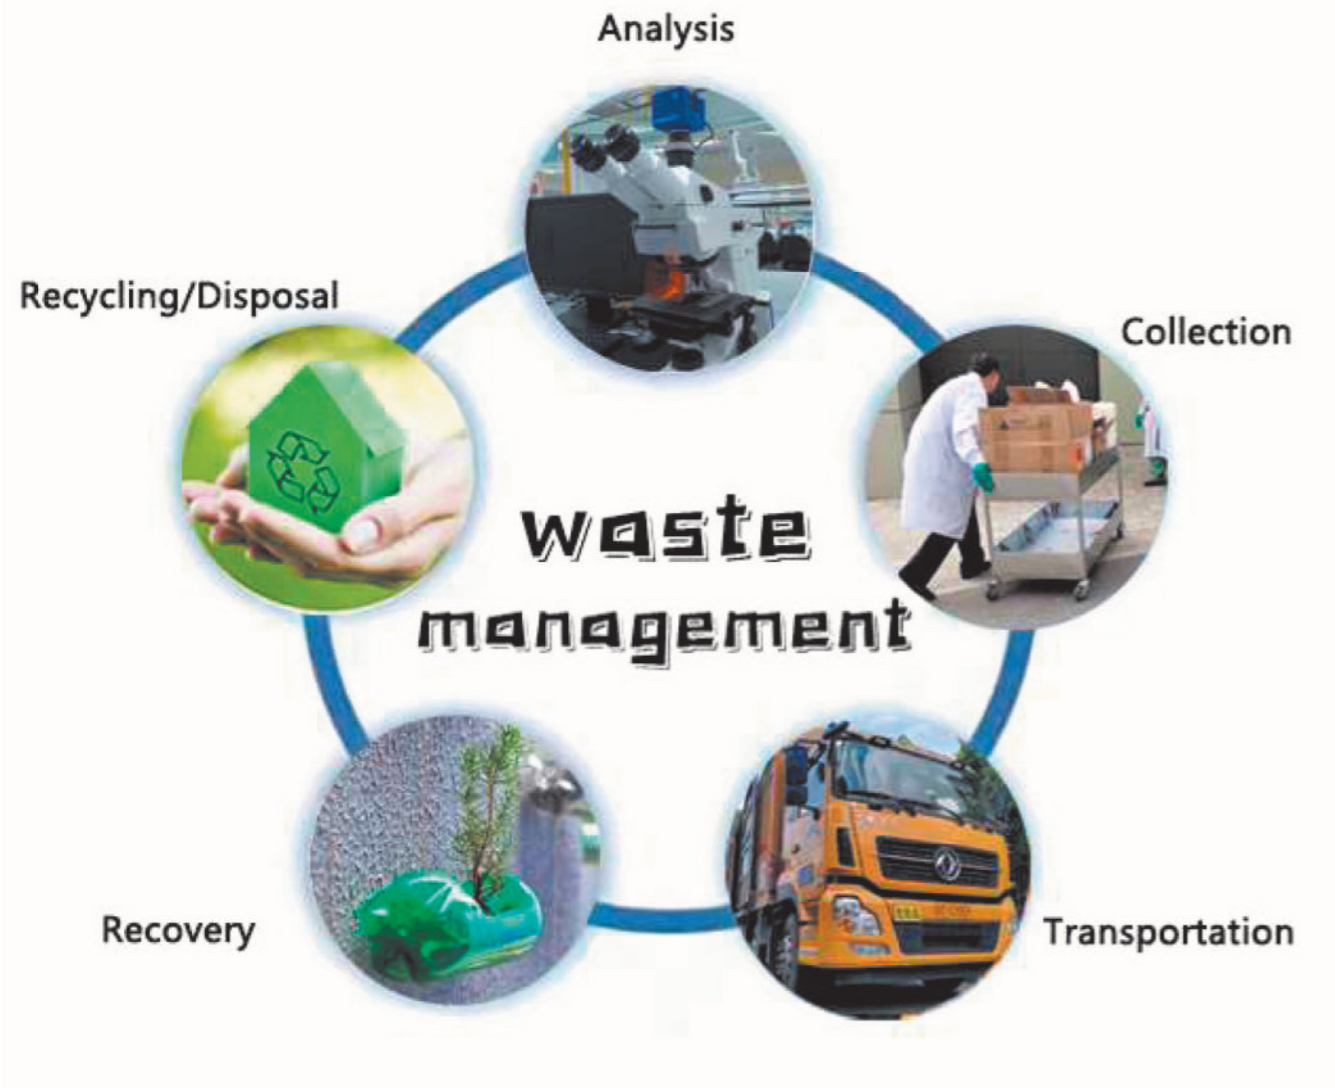 Analysis
Recycling/Disposal
Collection
waste
management
Recovery
Transportation